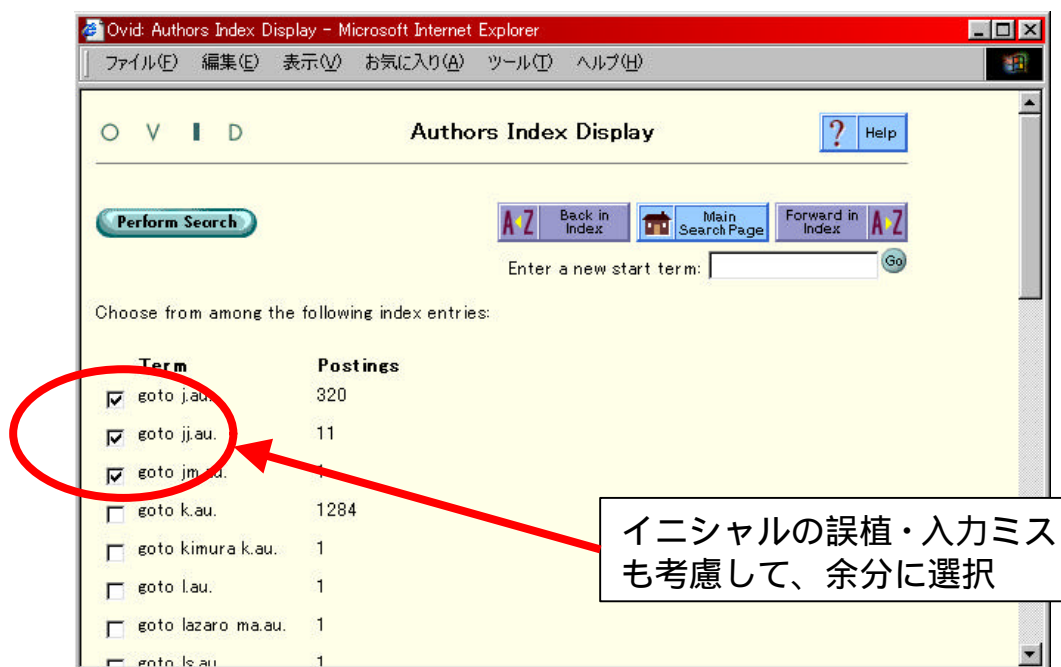 Ovid: Authors Index Display - Microsoft Internet Explorer
ファイル(F) 編集(E) 表示(V) お気に入り(A) ツール(T) ヘルプ(H)
O V I D Authors Index Display ? Help
Perform Search A Z Back in Index Main Search Page Forward in Index A Z
Enter a new start term: Go
Choose from among the following index entries:
Term Postings
goto j.au. 320
goto jj.au. 11
goto jm.au. 1
goto k.au. 1284
goto kimura k.au. 1
goto l.au. 1
goto lazaro ma.au. 1
goto ls.au. 1
イニシャルの誤植・入力ミス
も考慮して、余分に選択